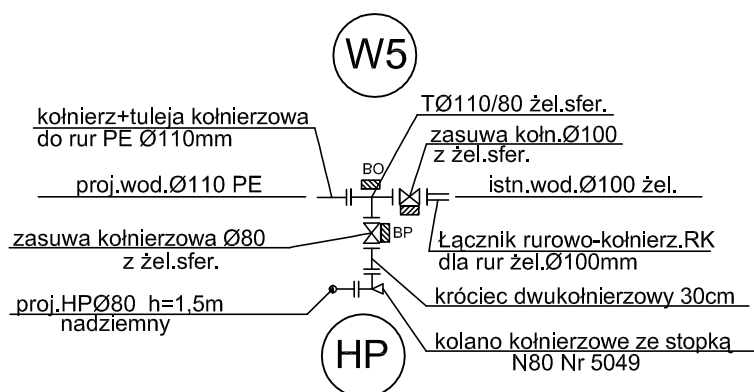 W5
kołnierz+tuleja kołnierzowa
do rur PE Ø110mm
TØ110/80 żel.sfer.
zasuwa kołn.Ø100
z żel.sfer.
BO
proj.wod.Ø110 PE
istn.wod.Ø100 żel.
zasuwa kołnierzowa Ø80
z żel.sfer.
BP
Łącznik rurowo-kołnierz.RK
dla rur żel.Ø100mm
proj.HPØ80 h=1,5m
nadziemny
króciec dwukołnierzowy 30cm
HP
kolano kołnierzowe ze stopką
N80 Nr 5049